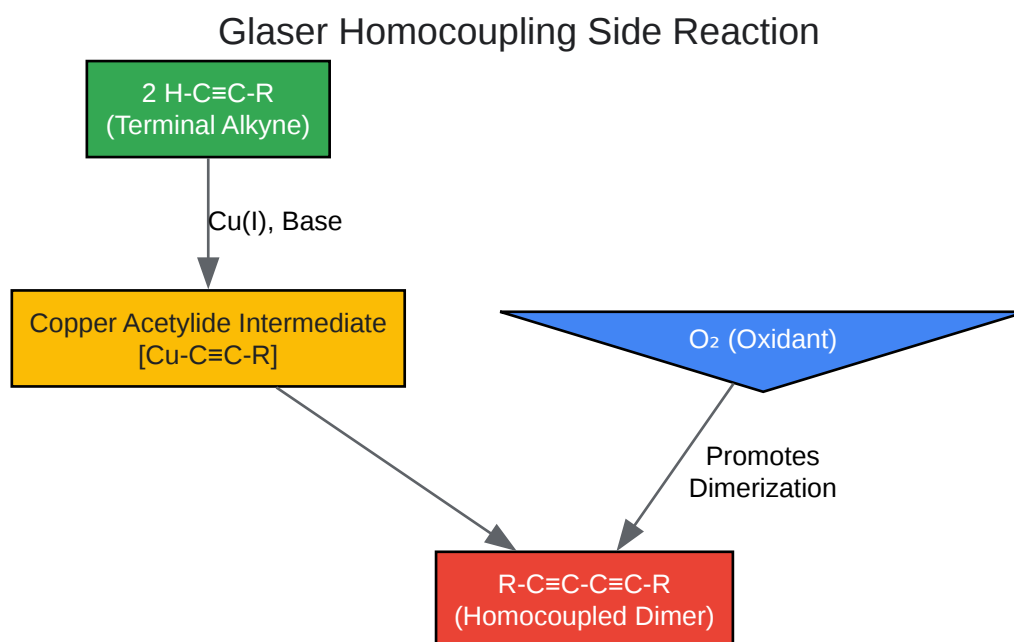 Glaser Homocoupling Side Reaction
2 H-C≡C-R
(Terminal Alkyne)
Cu(I), Base
Copper Acetylide Intermediate
[Cu-C≡C-R]
O₂ (Oxidant)
Promotes
Dimerization
R-C≡C-C≡C-R
(Homocoupled Dimer)